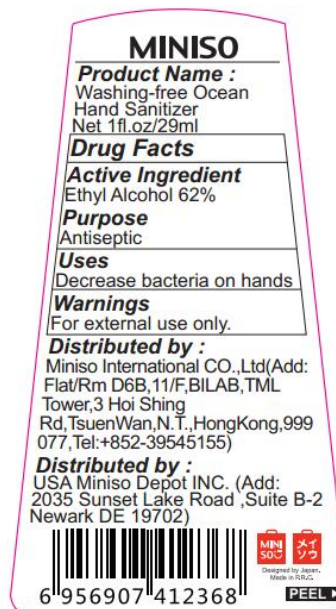 MINISO
Product Name :
Washing-free Ocean
Hand Sanitizer
Net 1fl.oz/29ml
Drug Facts
Active Ingredient
Ethyl Alcohol 62%
Purpose
Antiseptic
Uses
Decrease bacteria on hands
Warnings
For external use only.
Distributed by :
Miniso International CO.,Ltd(Add:
Flat/Rm D6B,11/F,BILAB,TML
Tower,3 Hoi Shing
Rd,TsuenWan,N.T.,HongKong,999
077,Tel:+852-39545155)
Distributed by :
USA Miniso Depot INC. (Add:
2035 Sunset Lake Road ,Suite B-2
Newark DE 19702)
MINI
SO
メイ
ソウ
Designed by Japan.
Made in P.R.C.
6 956907 412368
PEEL